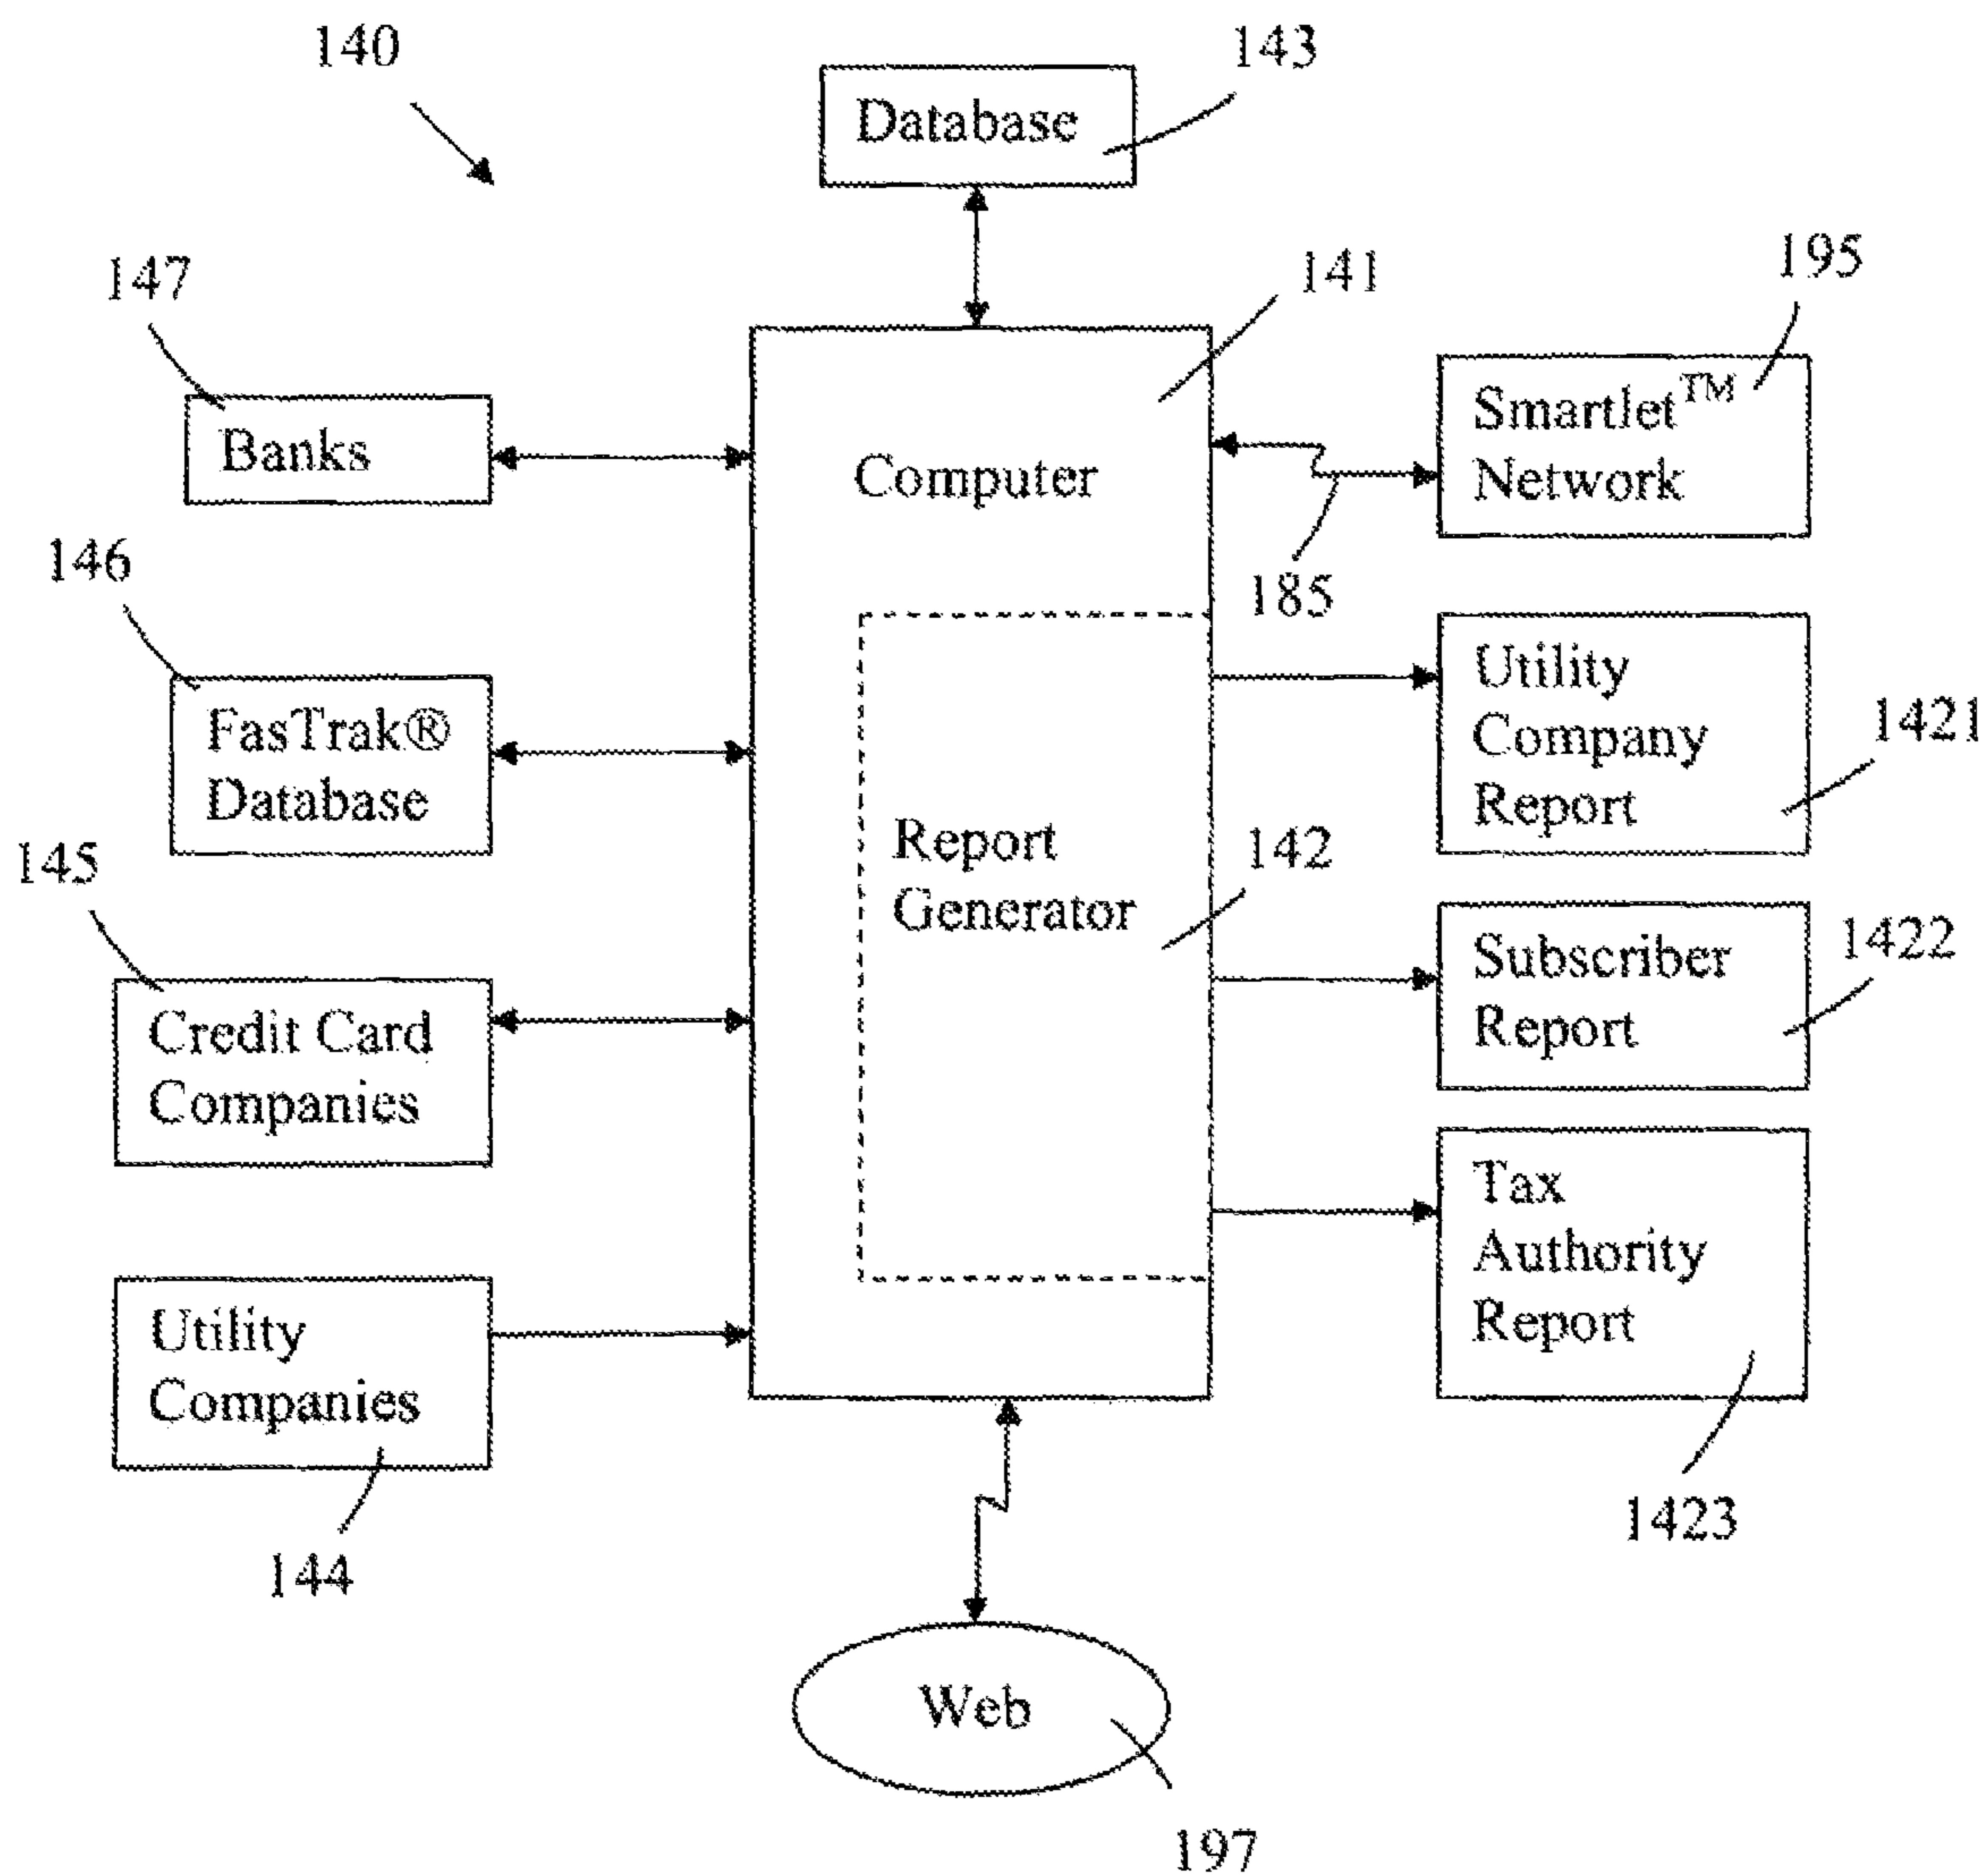 140
143
Database
147
141
195
Banks
Computer
Smartlet™
Network
146
185
FasTrak®
Database
Utility
Company
Report
1421
145
Report
Generator
142
Credit Card
Companies
Subscriber
Report
1422
Utility
Companies
Tax
Authority
Report
144
1423
Web
197